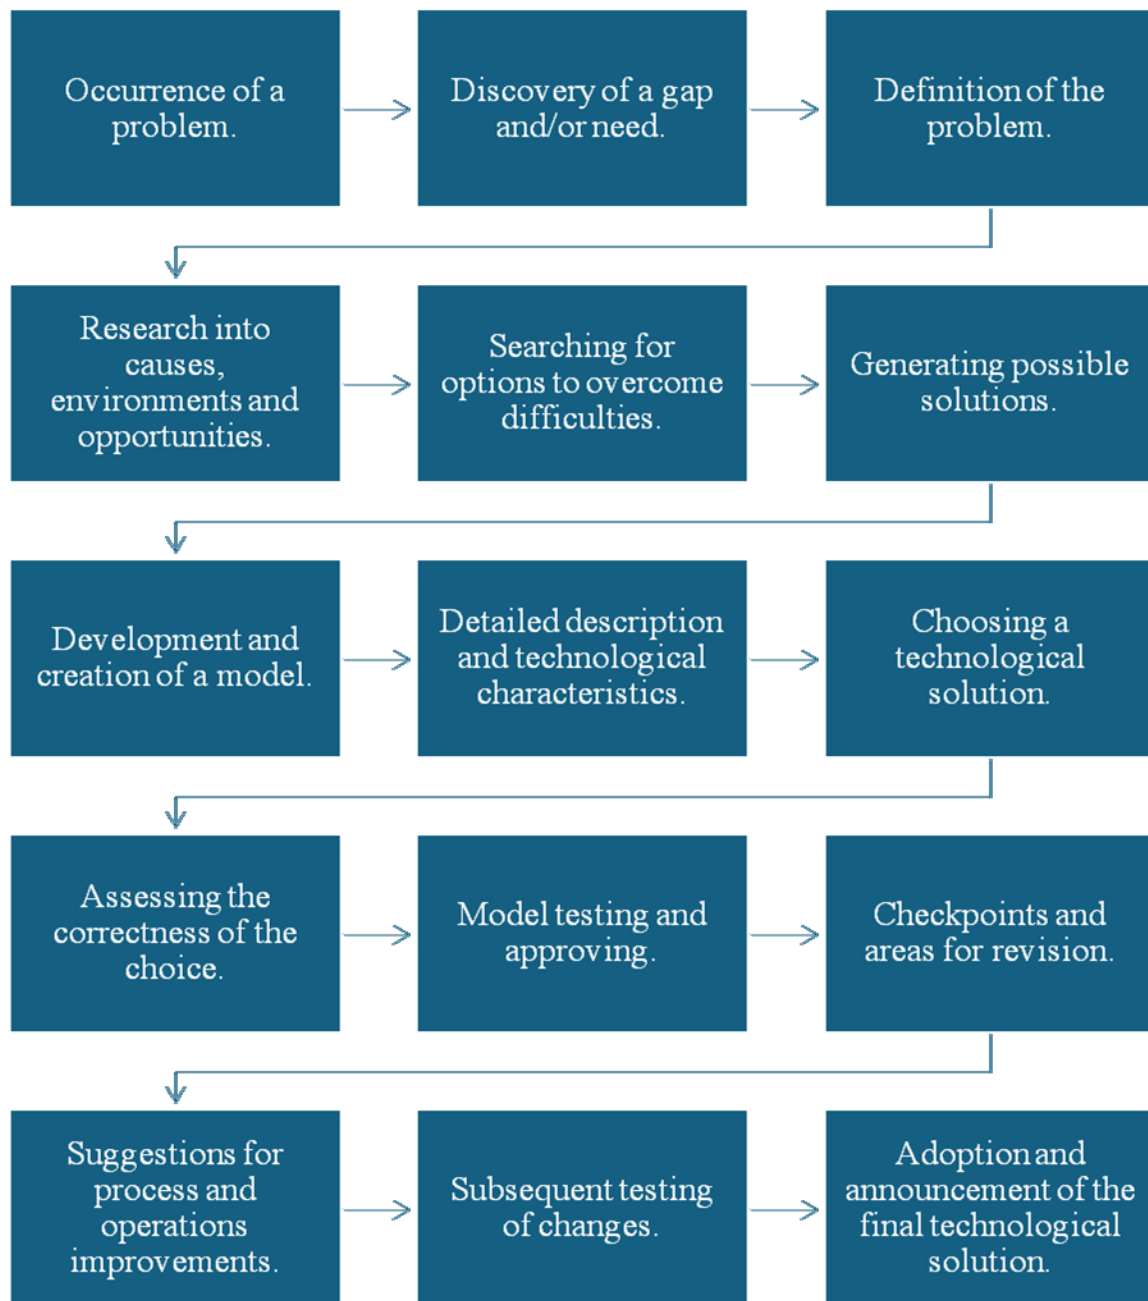 Occurrence of a
problem.
Discovery of a gap
and/or need.
Definition of the
problem.
Research into
causes,
environments and
opportunities.
Searching for
options to overcome
difficulties.
Generating possible
solutions.
Development and
creation of a model.
Detailed description
and technological
characteristics.
Choosing a
technological
solution.
Assessing the
correctness of the
choice.
Model testing and
approving.
Checkpoints and
areas for revision.
Suggestions for
process and
operations
improvements.
Subsequent testing
of changes.
Adoption and
announcement of the
final technological
solution.